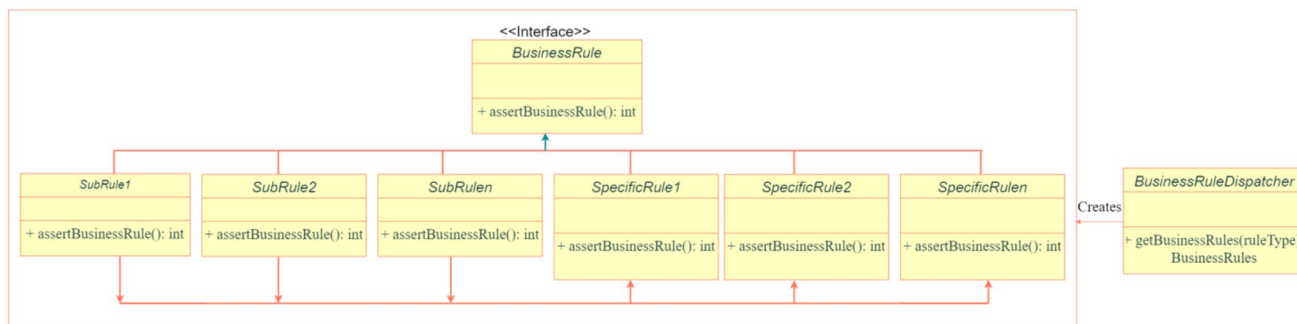 <<Interface>>
BusinessRule
+ assertBusinessRule(): int
SubRule1
+ assertBusinessRule(): int
SubRule2
+ assertBusinessRule(): int
SubRulen
+ assertBusinessRule(): int
SpecificRule1
+ assertBusinessRule(): int
SpecificRule2
+ assertBusinessRule(): int
SpecificRulen
+ assertBusinessRule(): int
Creates
BusinessRuleDispatcher
+ getBusinessRules(ruleType
BusinessRules